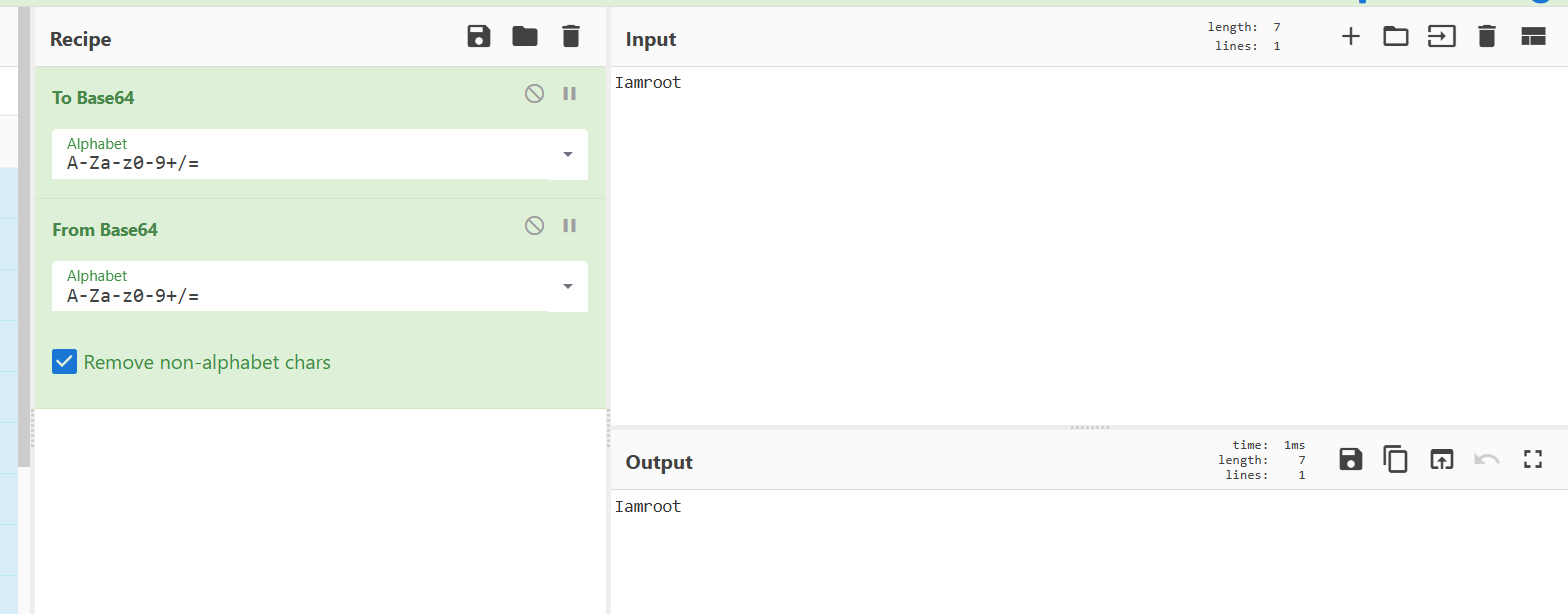 Recipe
To Base64
Alphabet
A-Za-z0-9+/=
From Base64
Alphabet
A-Za-z0-9+/=
Remove non-alphabet chars
Input
length: 7
lines: 1
Iamroot
Output
time: 1ms
length: 7
lines: 1
Iamroot